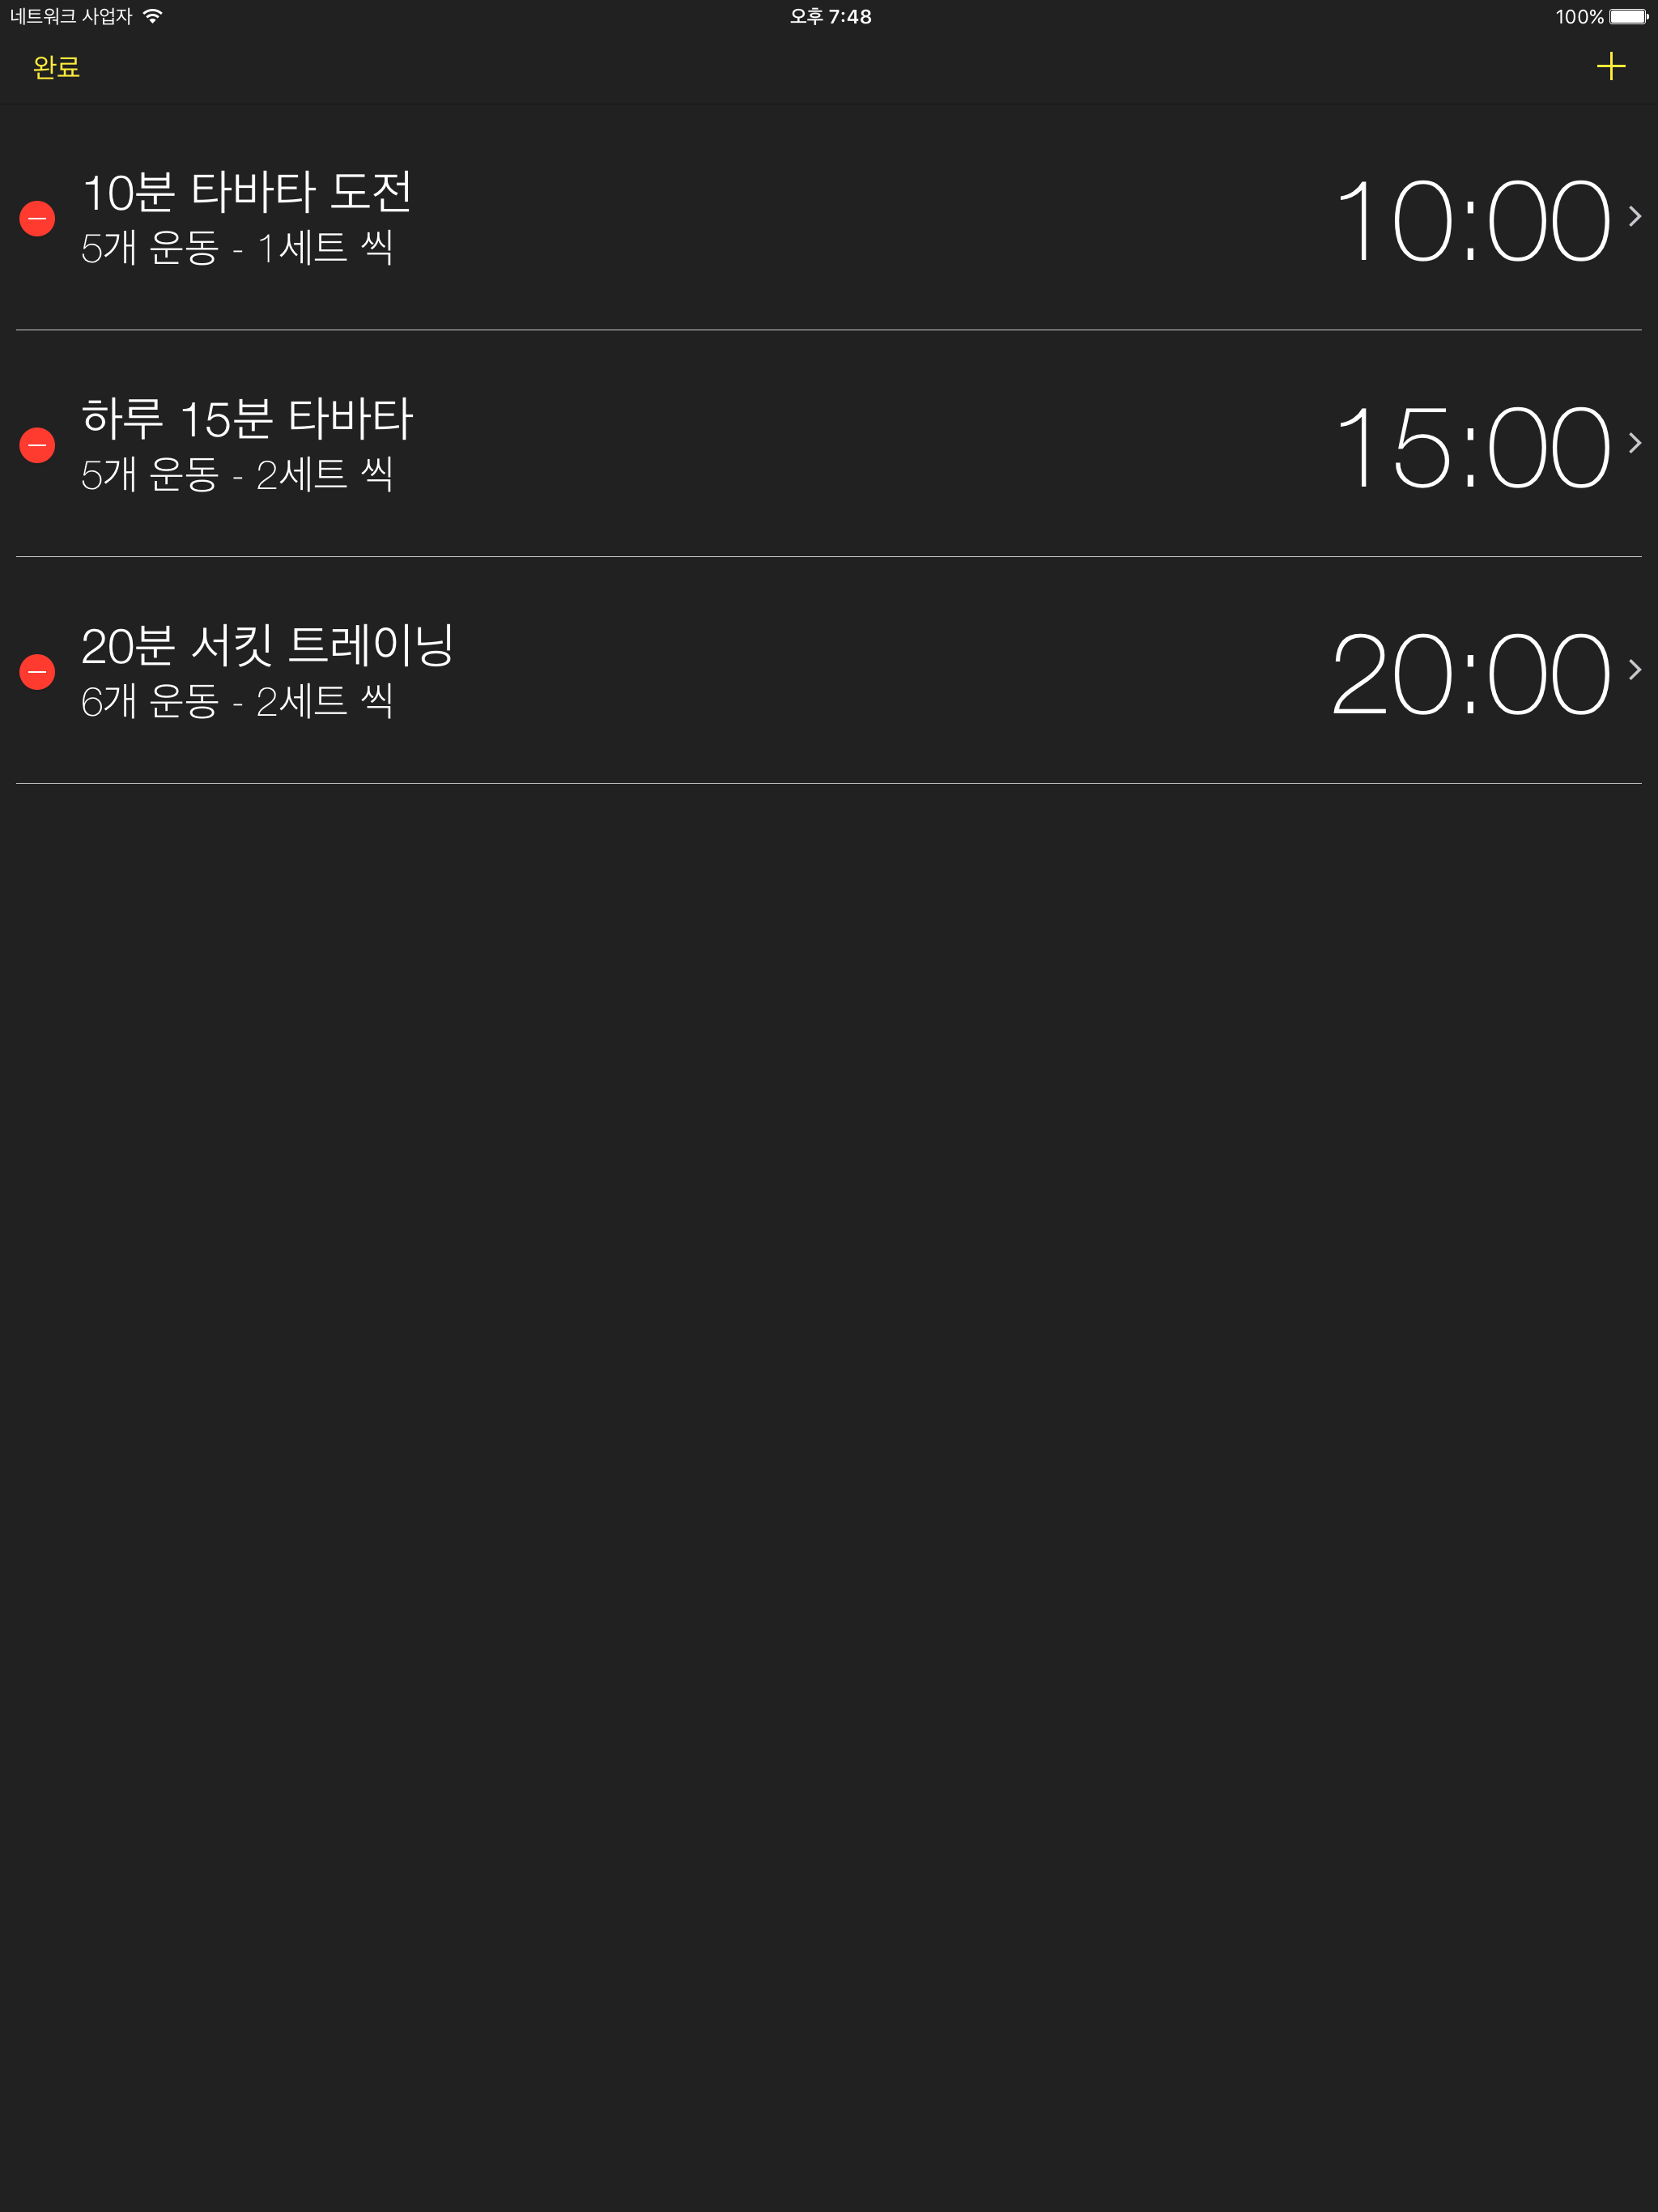 네트워크 사업자 오후 7:48 100%
완료
10분 타바타 도전
5개 운동 - 1세트 씩
10:00
하루 15분 타바타
5개 운동 - 2세트 씩
15:00
20분 서킷 트레이닝
6개 운동 - 2세트 씩
20:00